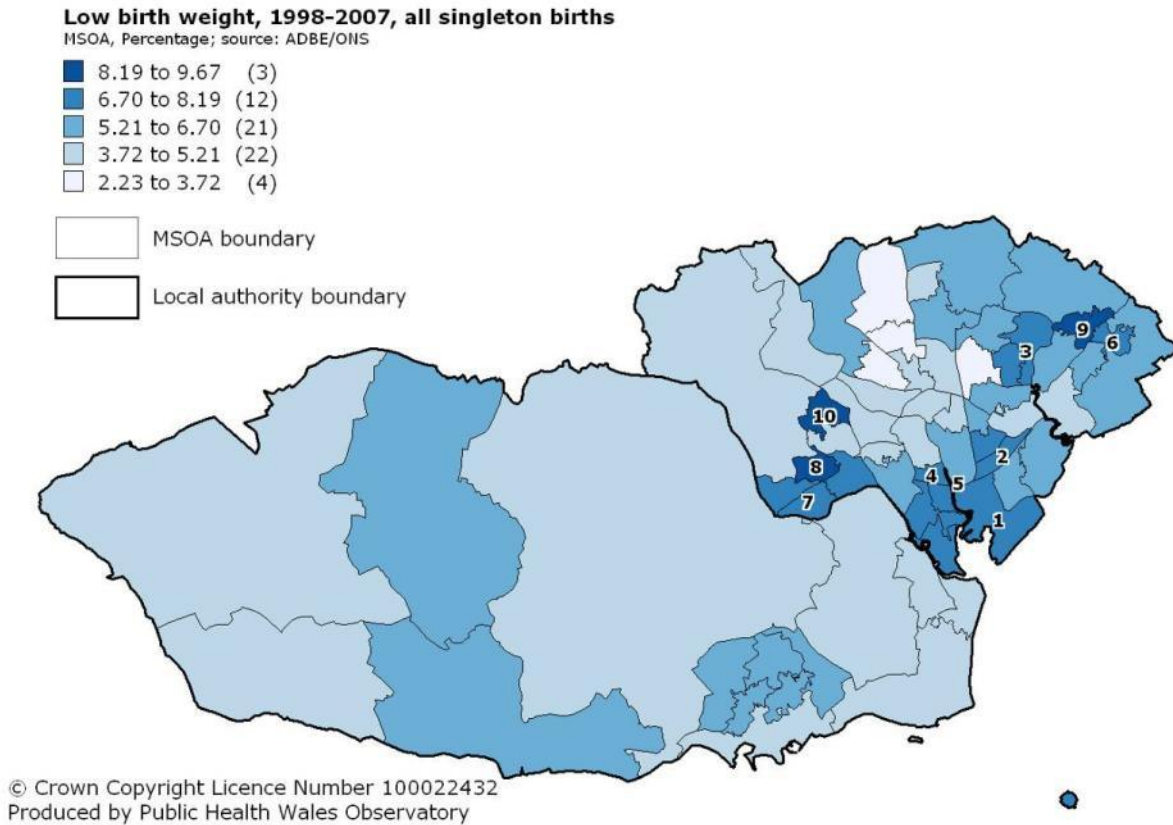 Low birth weight, 1998-2007, all singleton births
MSOA, Percentage; source: ADBE/ONS
8.19 to 9.67 (3)
6.70 to 8.19 (12)
5.21 to 6.70 (21)
3.72 to 5.21 (22)
2.23 to 3.72 (4)
MSOA boundary
Local authority boundary
9
6
3
10
2
8
4
5
7
1
© Crown Copyright Licence Number 100022432
Produced by Public Health Wales Observatory